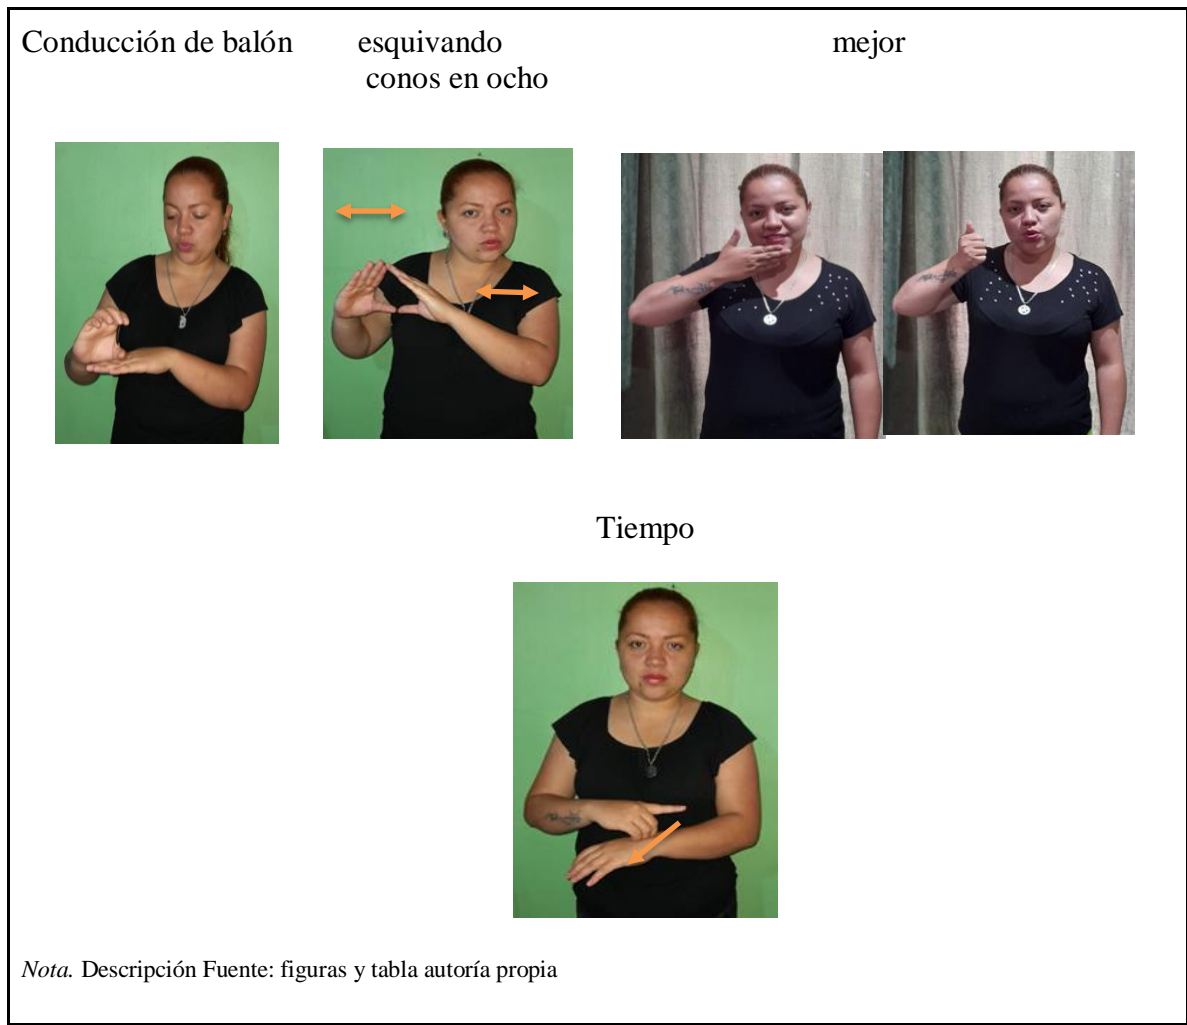 Conducción de balón esquivando mejor
conos en ocho
Tiempo
Nota. Descripción Fuente: figuras y tabla autoría propia